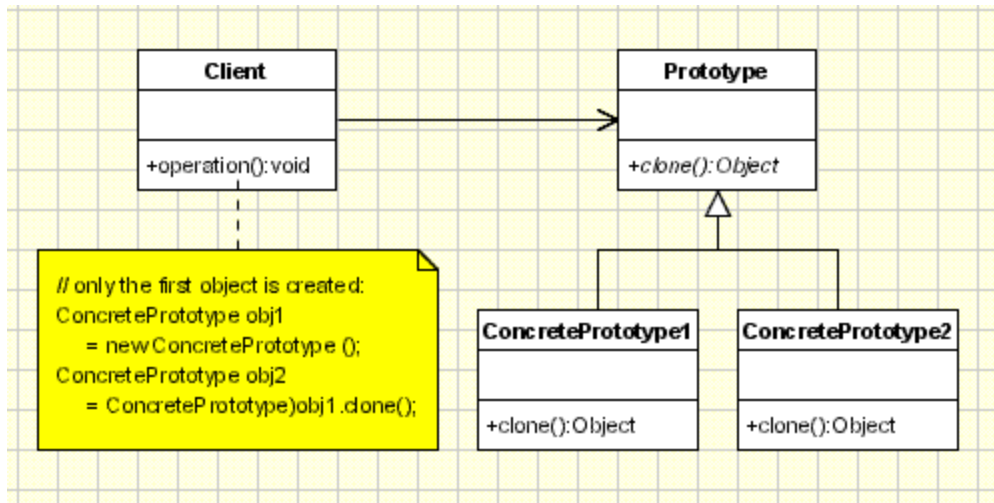 Client
+operation():void
Prototype
+clone():Object
// only the first object is created:
ConcretePrototype obj1
= new ConcretePrototype ();
ConcretePrototype obj2
= ConcretePrototype)obj1.clone();
ConcretePrototype1
+clone():Object
ConcretePrototype2
+clone():Object